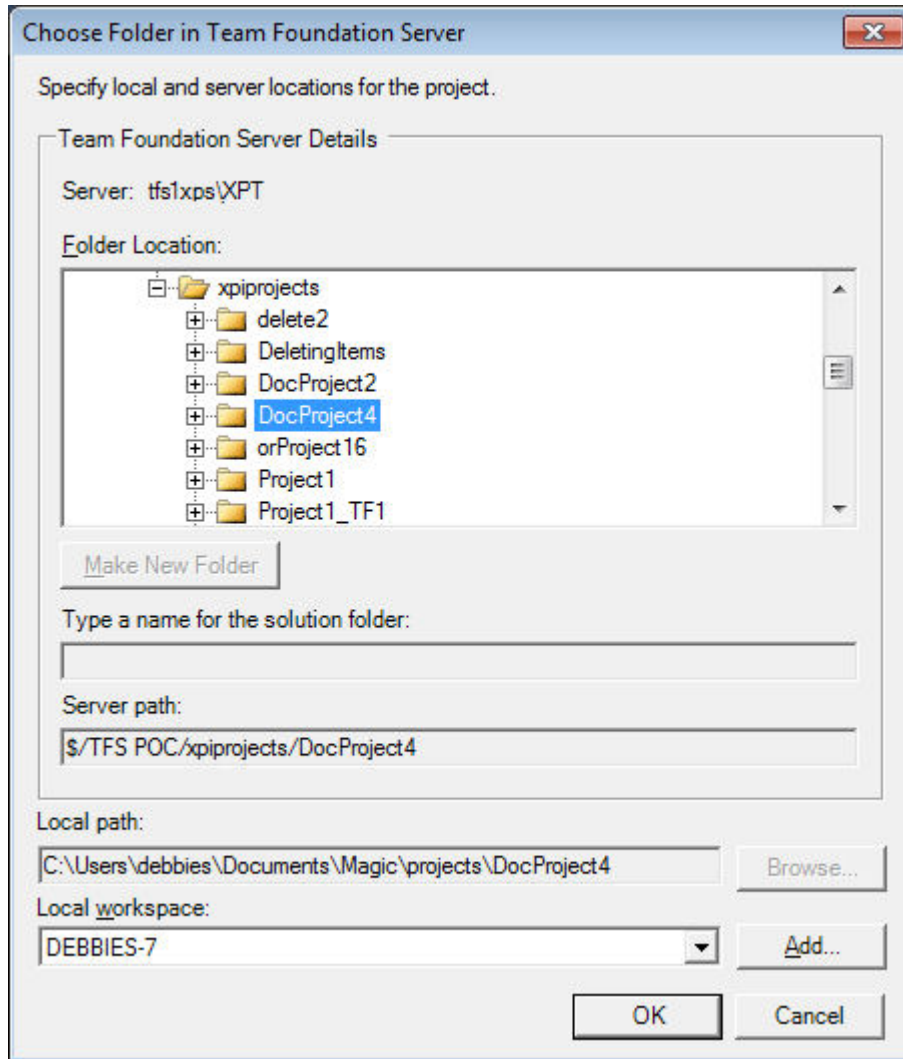 Choose Folder in Team Foundation Server
Specify local and server locations for the project.
Team Foundation Server Details
Server: tfs1xps\XPT
Folder Location:
xpiprojects
delete2
DeletingItems
DocProject2
DocProject4
orProject16
Project1
Project1_TF1
Make New Folder
Type a name for the solution folder:
Server path:
$/TFS POC/xpiprojects/DocProject4
Local path:
C:\Users\debbies\Documents\Magic\projects\DocProject4
Browse...
Local workspace:
DEBBIES-7
Add...
OK
Cancel